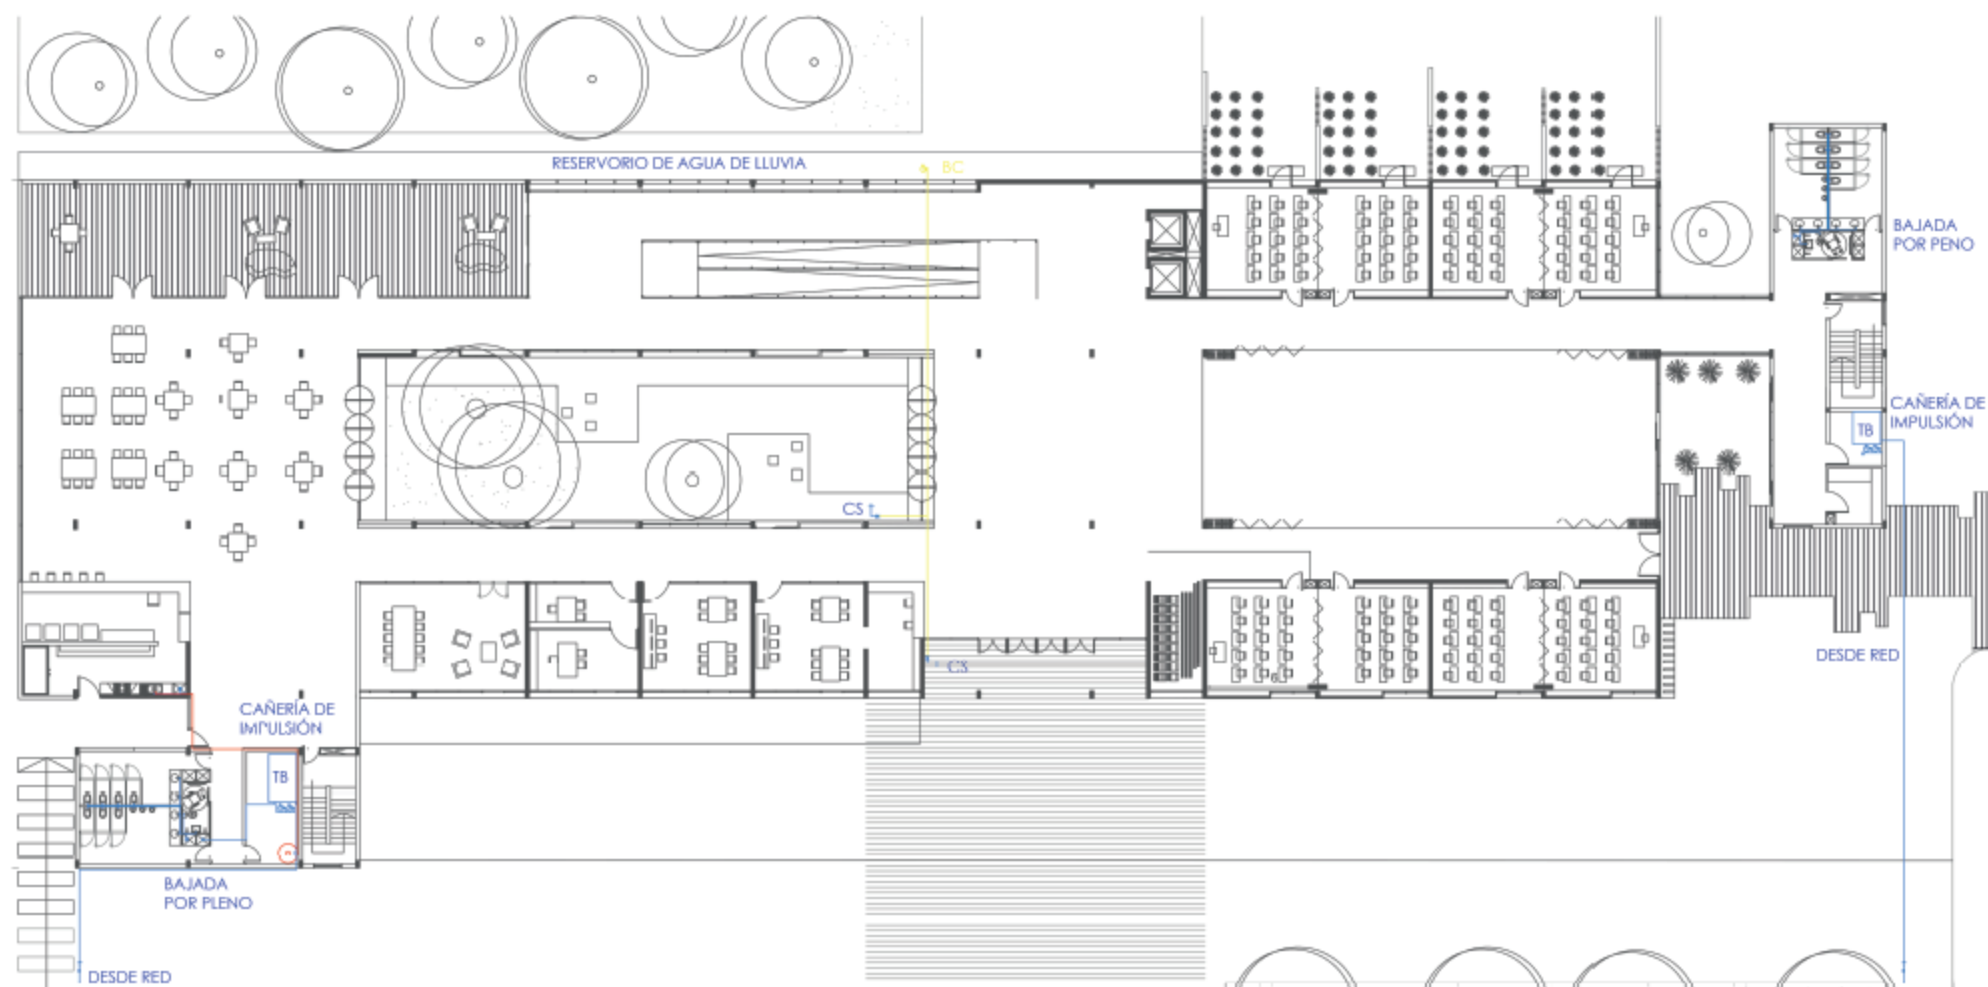 RESERVORIO DE AGUA DE LLUVIA
BC
BAJADA
POR PENO
CAÑERÍA DE
IMPULSIÓN
TB
CS
CS
DESDE RED
CAÑERÍA DE
IMPULSIÓN
TB
BAJADA
POR PLENO
DESDE RED